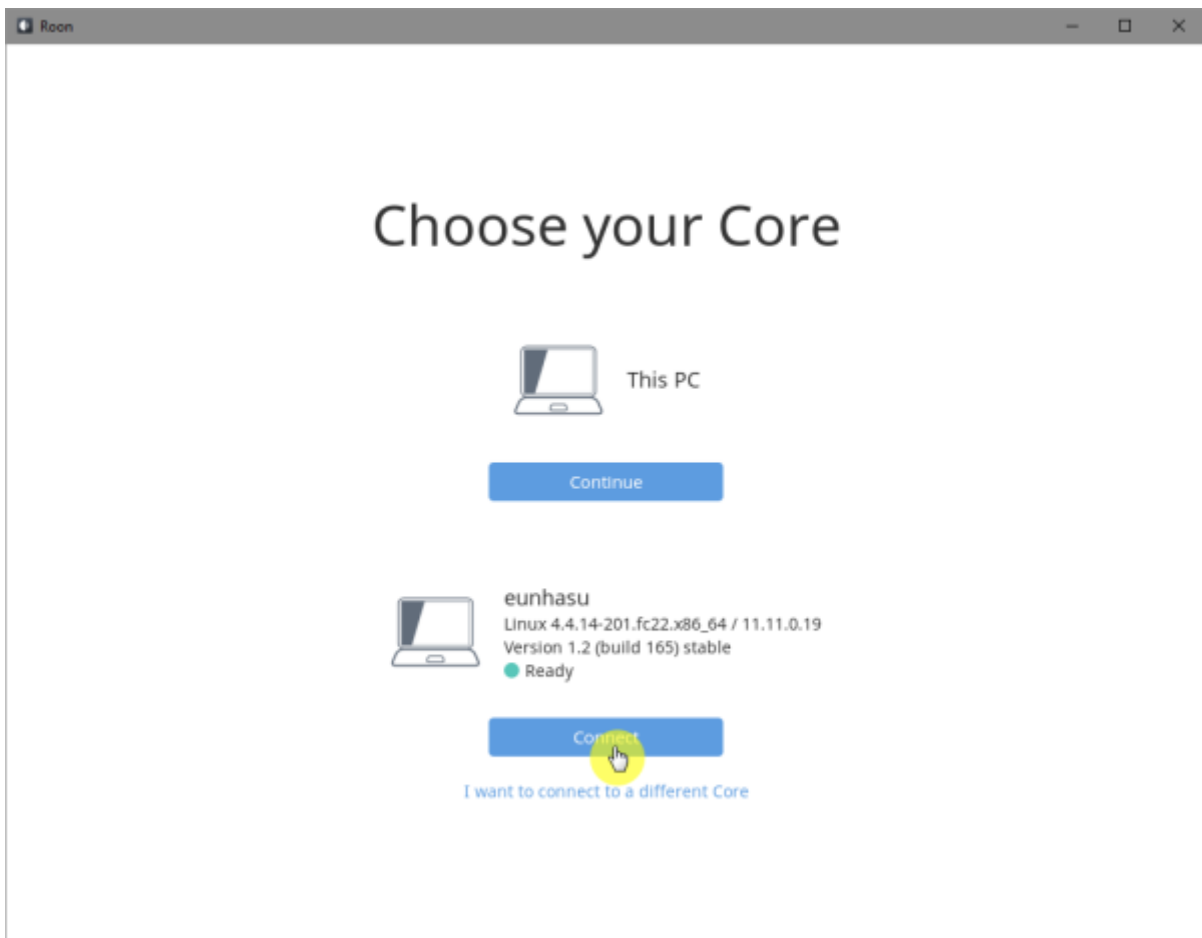 Roon
Choose your Core
This PC
Continue
eunhasu
Linux 4.4.14-201.fc22.x86_64 / 11.11.0.19
Version 1.2 (build 165) stable
Ready
Connect
I want to connect to a different Core